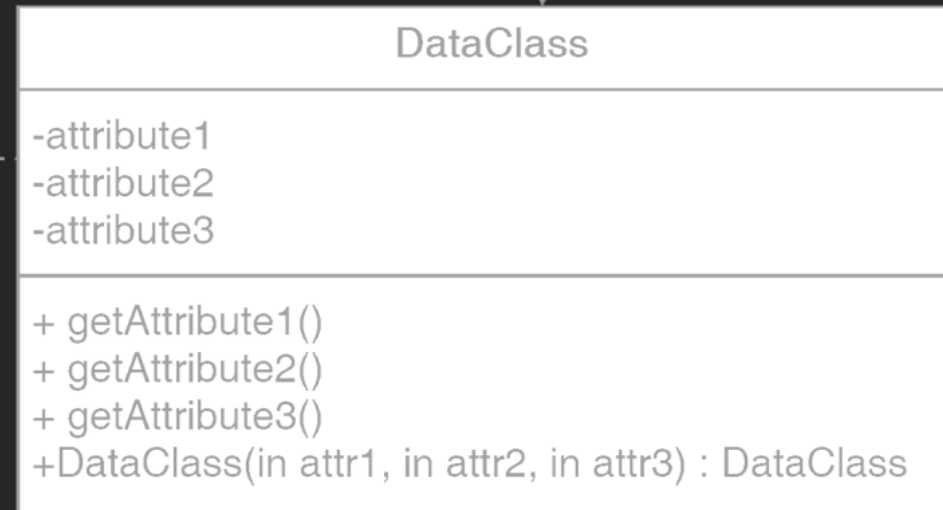 DataClass
-attribute1
-attribute2
-attribute3
+ getAttribute1()
+ getAttribute2()
+ getAttribute3()
+DataClass(in attr1, in attr2, in attr3) : DataClass